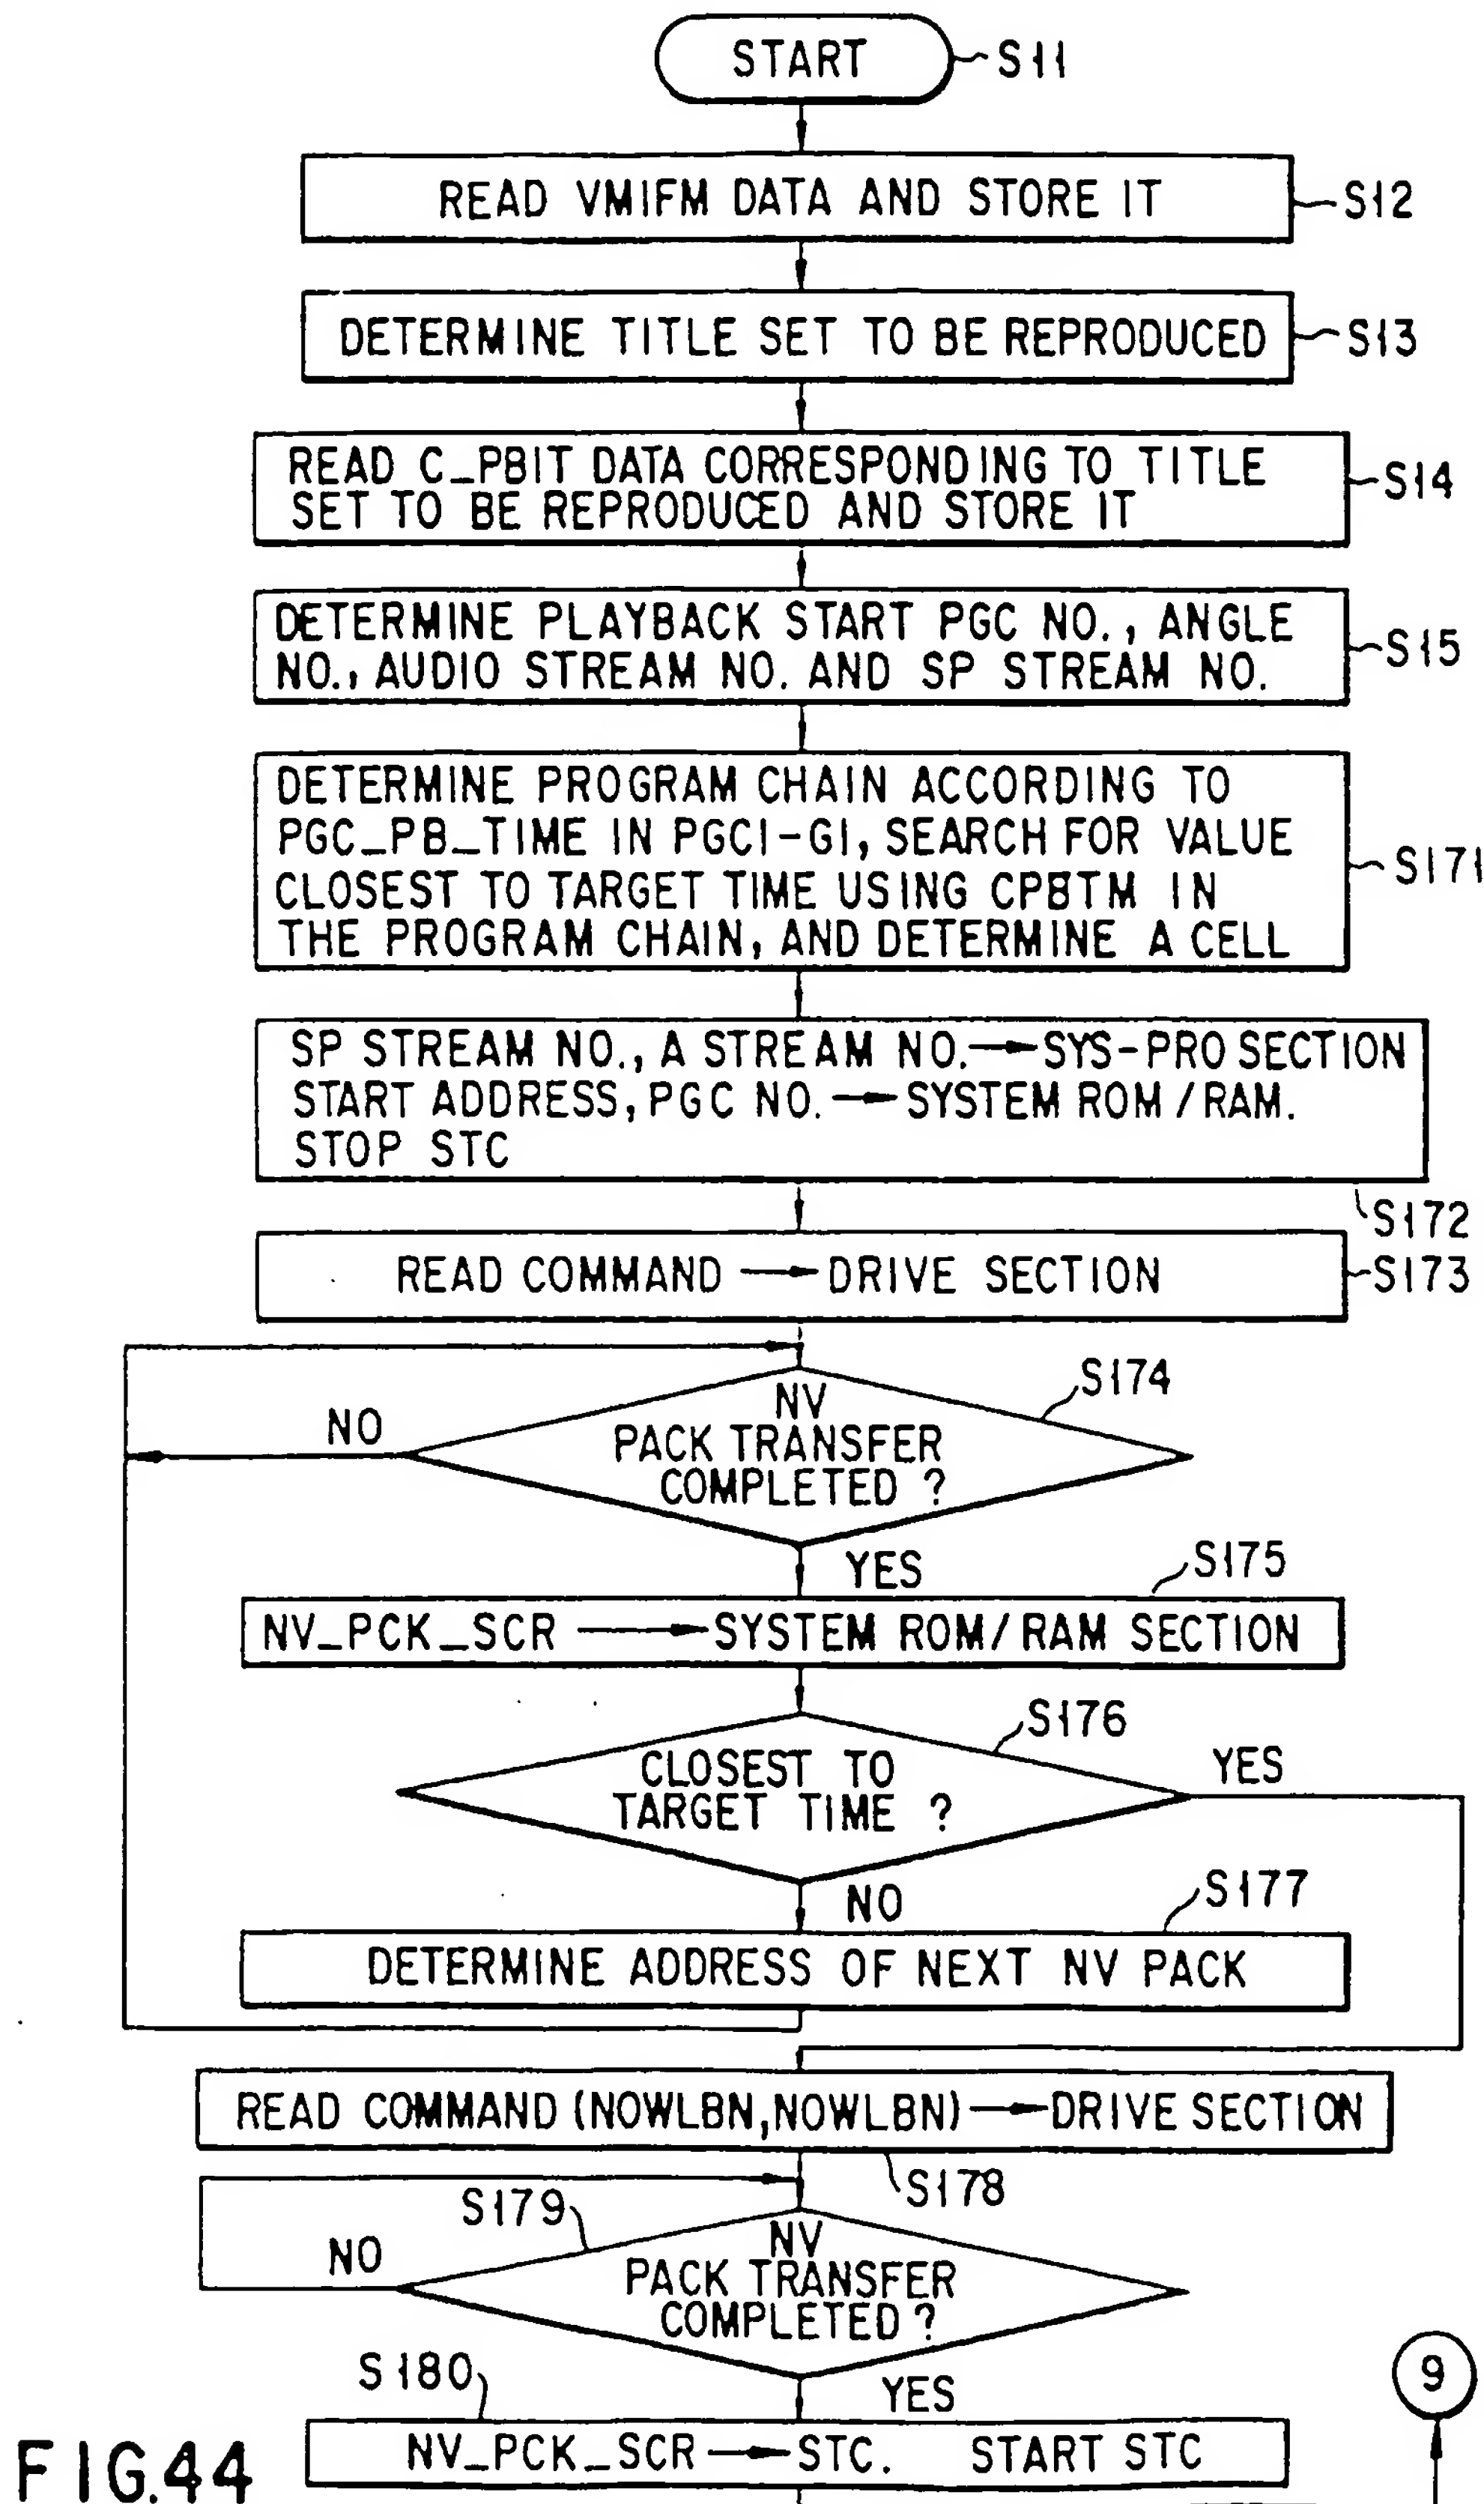 START
S11
READ VMIFM DATA AND STORE IT
S12
DETERMINE TITLE SET TO BE REPRODUCED
S13
READ C_PBIT DATA CORRESPONDING TO TITLE
SET TO BE REPRODUCED AND STORE IT
S14
DETERMINE PLAYBACK START PGC NO., ANGLE
NO., AUDIO STREAM NO. AND SP STREAM NO.
S15
DETERMINE PROGRAM CHAIN ACCORDING TO
PGC_PB_TIME IN PGCI-GI, SEARCH FOR VALUE
CLOSEST TO TARGET TIME USING CPBTM IN
THE PROGRAM CHAIN, AND DETERMINE A CELL
S171
SP STREAM NO., A STREAM NO. → SYS-PRO SECTION
START ADDRESS, PGC NO. → SYSTEM ROM/RAM.
STOP STC
S172
READ COMMAND → DRIVE SECTION
S173
S174
NV
PACK TRANSFER
COMPLETED ?
NO
YES
S175
NV_PCK_SCR → SYSTEM ROM/RAM SECTION
S176
CLOSEST TO
TARGET TIME ?
YES
NO
S177
DETERMINE ADDRESS OF NEXT NV PACK
READ COMMAND (NOWLBN,NOWLBN) → DRIVE SECTION
S178
S179
NV
PACK TRANSFER
COMPLETED ?
NO
YES
S180
NV_PCK_SCR → STC. START STC
9
FIG.44